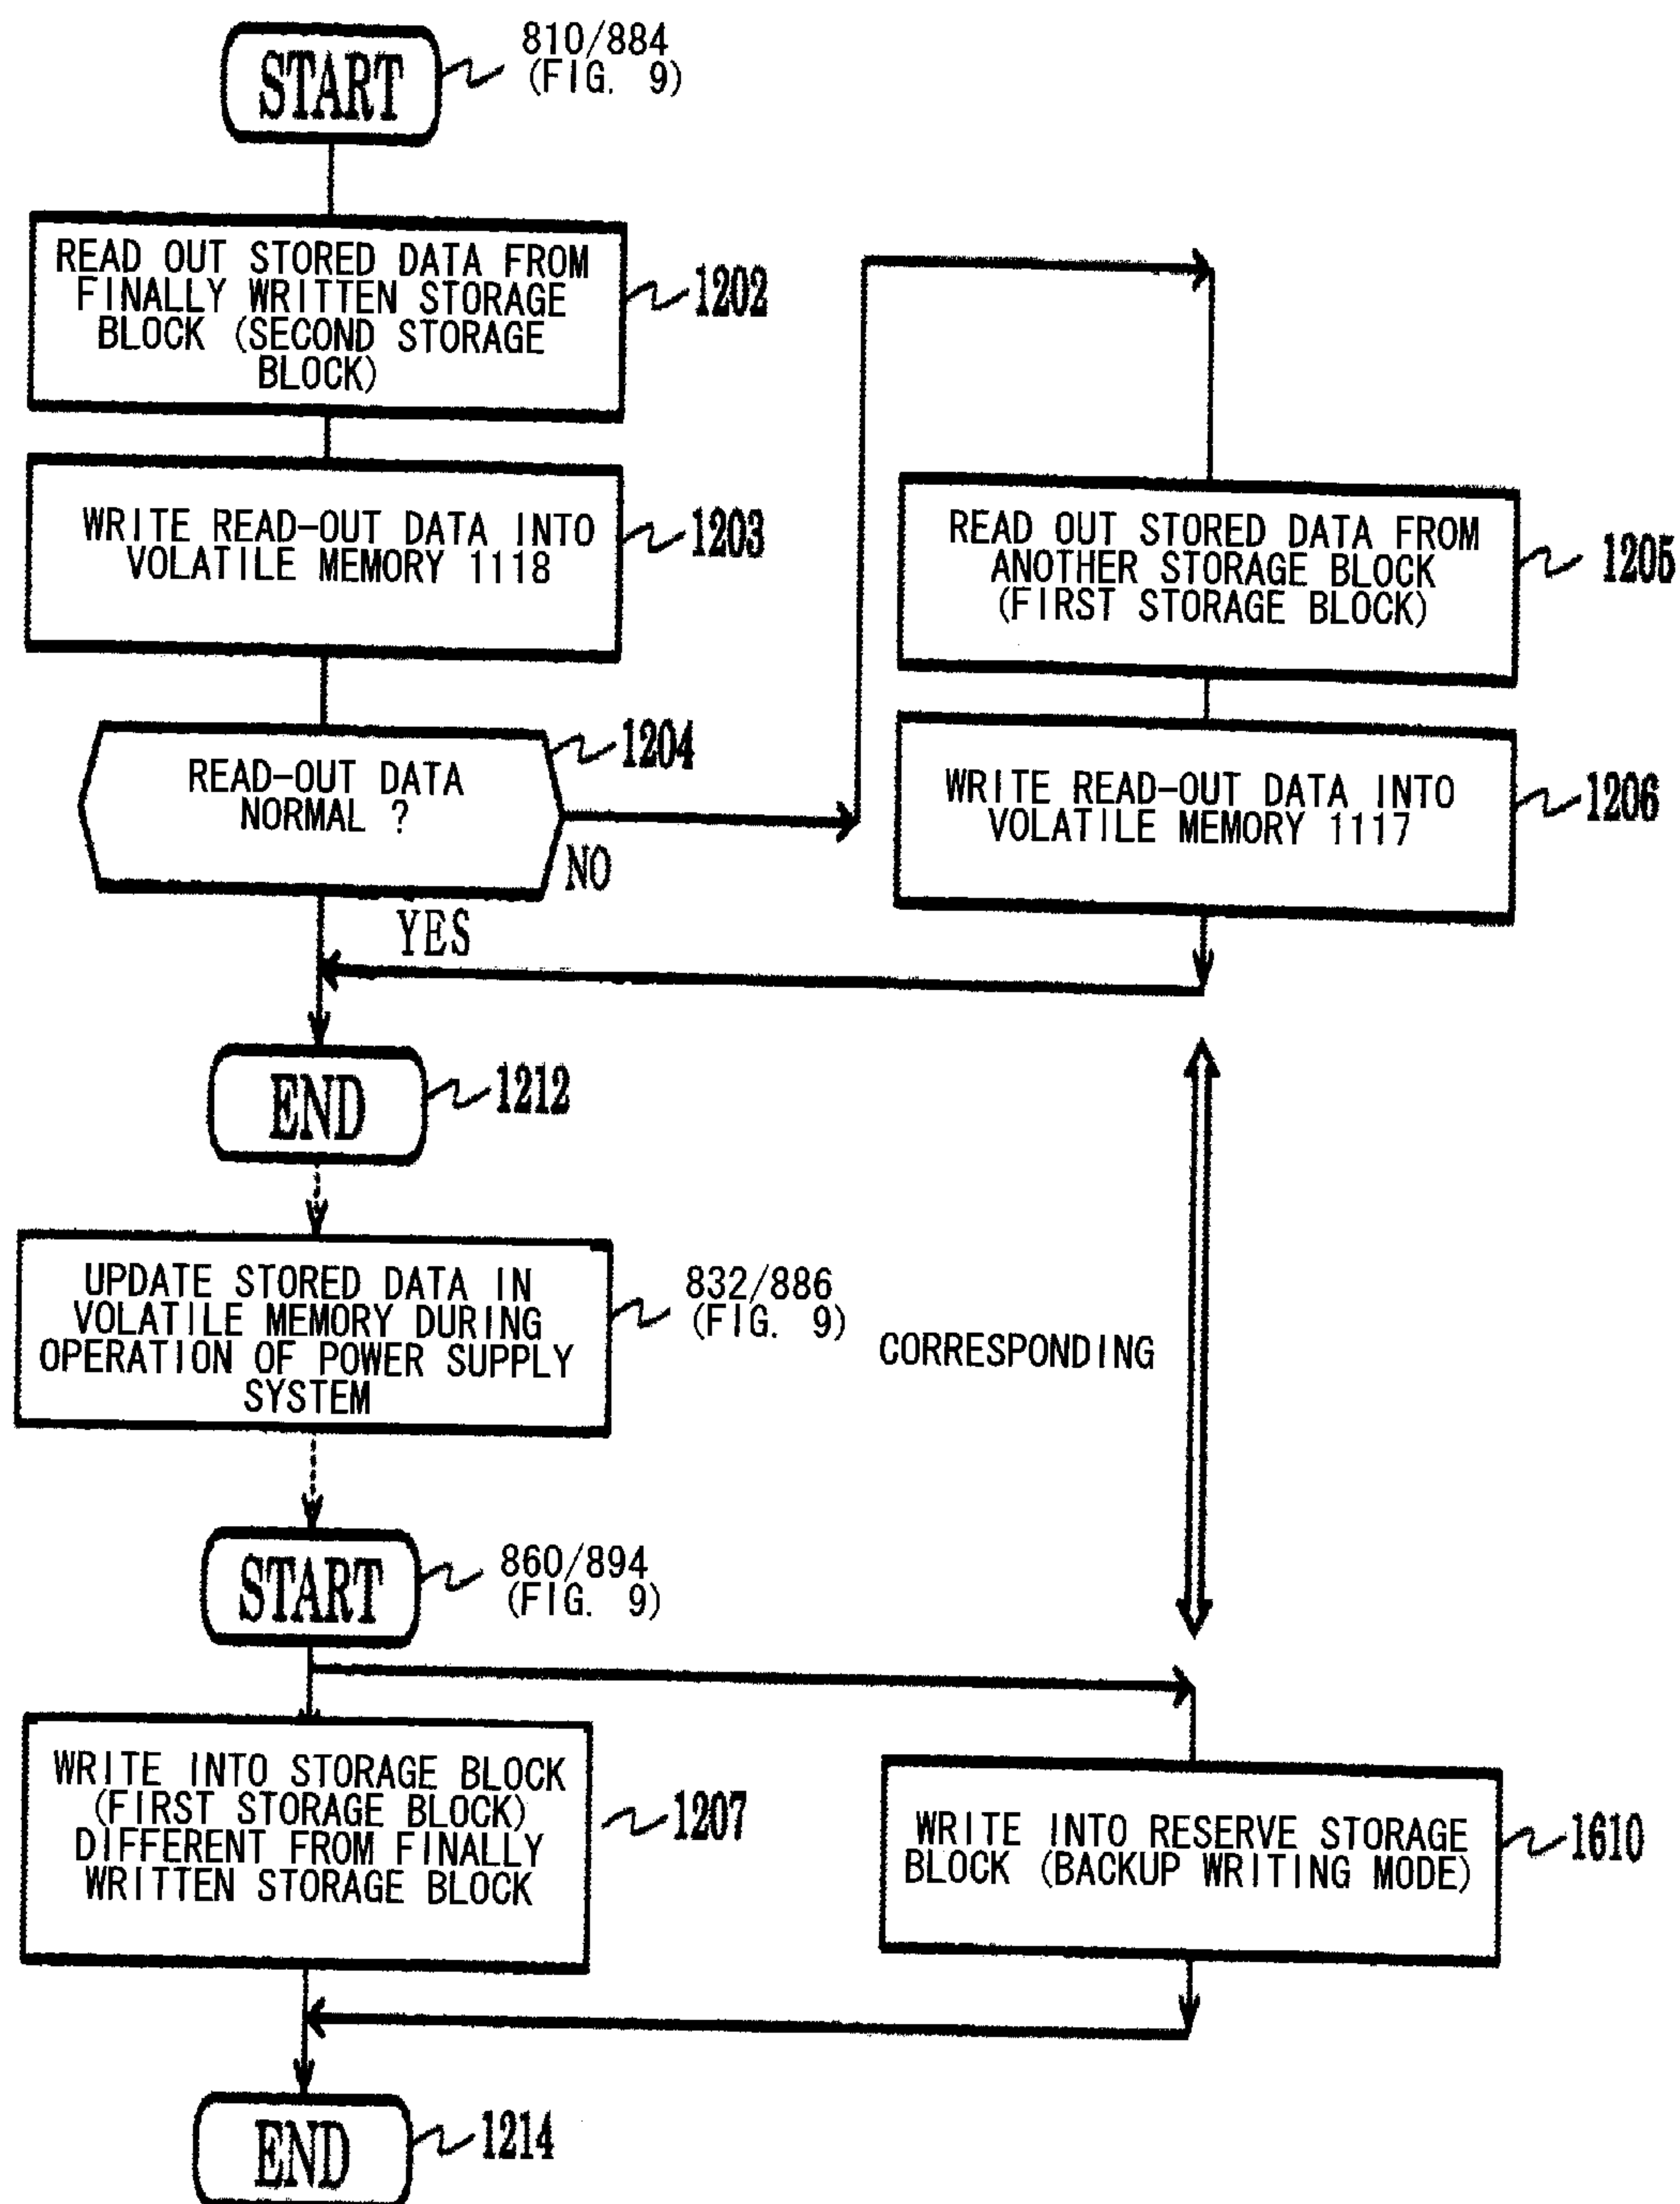 START
810/884
(FIG. 9)
READ OUT STORED DATA FROM
FINALLY WRITTEN STORAGE
BLOCK (SECOND STORAGE
BLOCK)
1202
WRITE READ-OUT DATA INTO
VOLATILE MEMORY 1118
1203
READ-OUT DATA
NORMAL ?
1204
NO
YES
READ OUT STORED DATA FROM
ANOTHER STORAGE BLOCK
(FIRST STORAGE BLOCK)
1205
WRITE READ-OUT DATA INTO
VOLATILE MEMORY 1117
1206
END
1212
UPDATE STORED DATA IN
VOLATILE MEMORY DURING
OPERATION OF POWER SUPPLY
SYSTEM
832/886
(FIG. 9)
CORRESPONDING
START
860/894
(FIG. 9)
WRITE INTO STORAGE BLOCK
(FIRST STORAGE BLOCK)
DIFFERENT FROM FINALLY
WRITTEN STORAGE BLOCK
1207
WRITE INTO RESERVE STORAGE
BLOCK (BACKUP WRITING MODE)
1610
END
1214